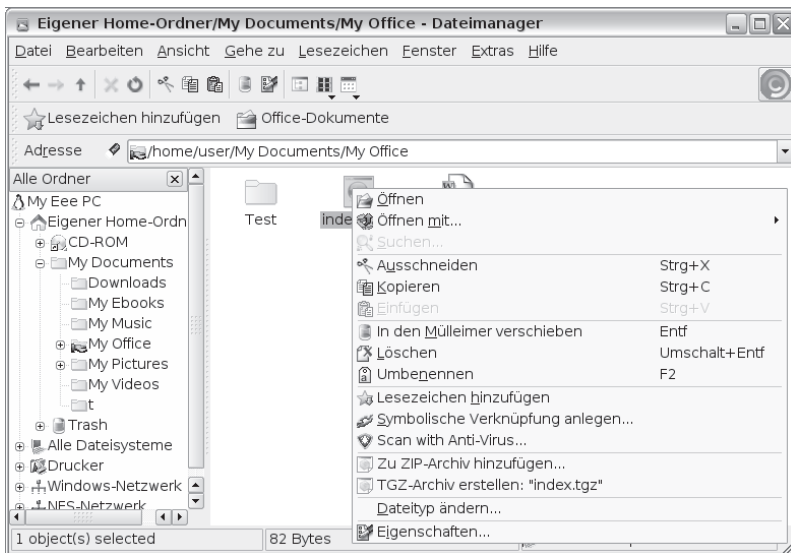 Eigener Home-Ordner/My Documents/My Office - Dateimanager
Datei Bearbeiten Ansicht Gehe zu Lesezeichen Fenster Extras Hilfe
Lesezeichen hinzufügen Office-Dokumente
Adresse /home/user/My Documents/My Office
Alle Ordner
My Eee PC
Eigener Home-Ordn
CD-ROM
My Documents
Downloads
My Ebooks
My Music
My Office
My Pictures
My Videos
t
Trash
Alle Dateisysteme
Drucker
Windows-Netzwerk
NFS-Netzwerk
Test
inde
W
Öffnen
Öffnen mit...
Suchen...
Ausschneiden Strg+X
Kopieren Strg+C
Einfügen Strg+V
In den Mülleimer verschieben Entf
Löschen Umschalt+Entf
Umbenennen F2
Lesezeichen hinzufügen
Symbolische Verknüpfung anlegen...
Scan with Anti-Virus...
Zu ZIP-Archiv hinzufügen...
TGZ-Archiv erstellen: "index.tgz"
Dateityp ändern...
Eigenschaften...
1 object(s) selected 82 Bytes